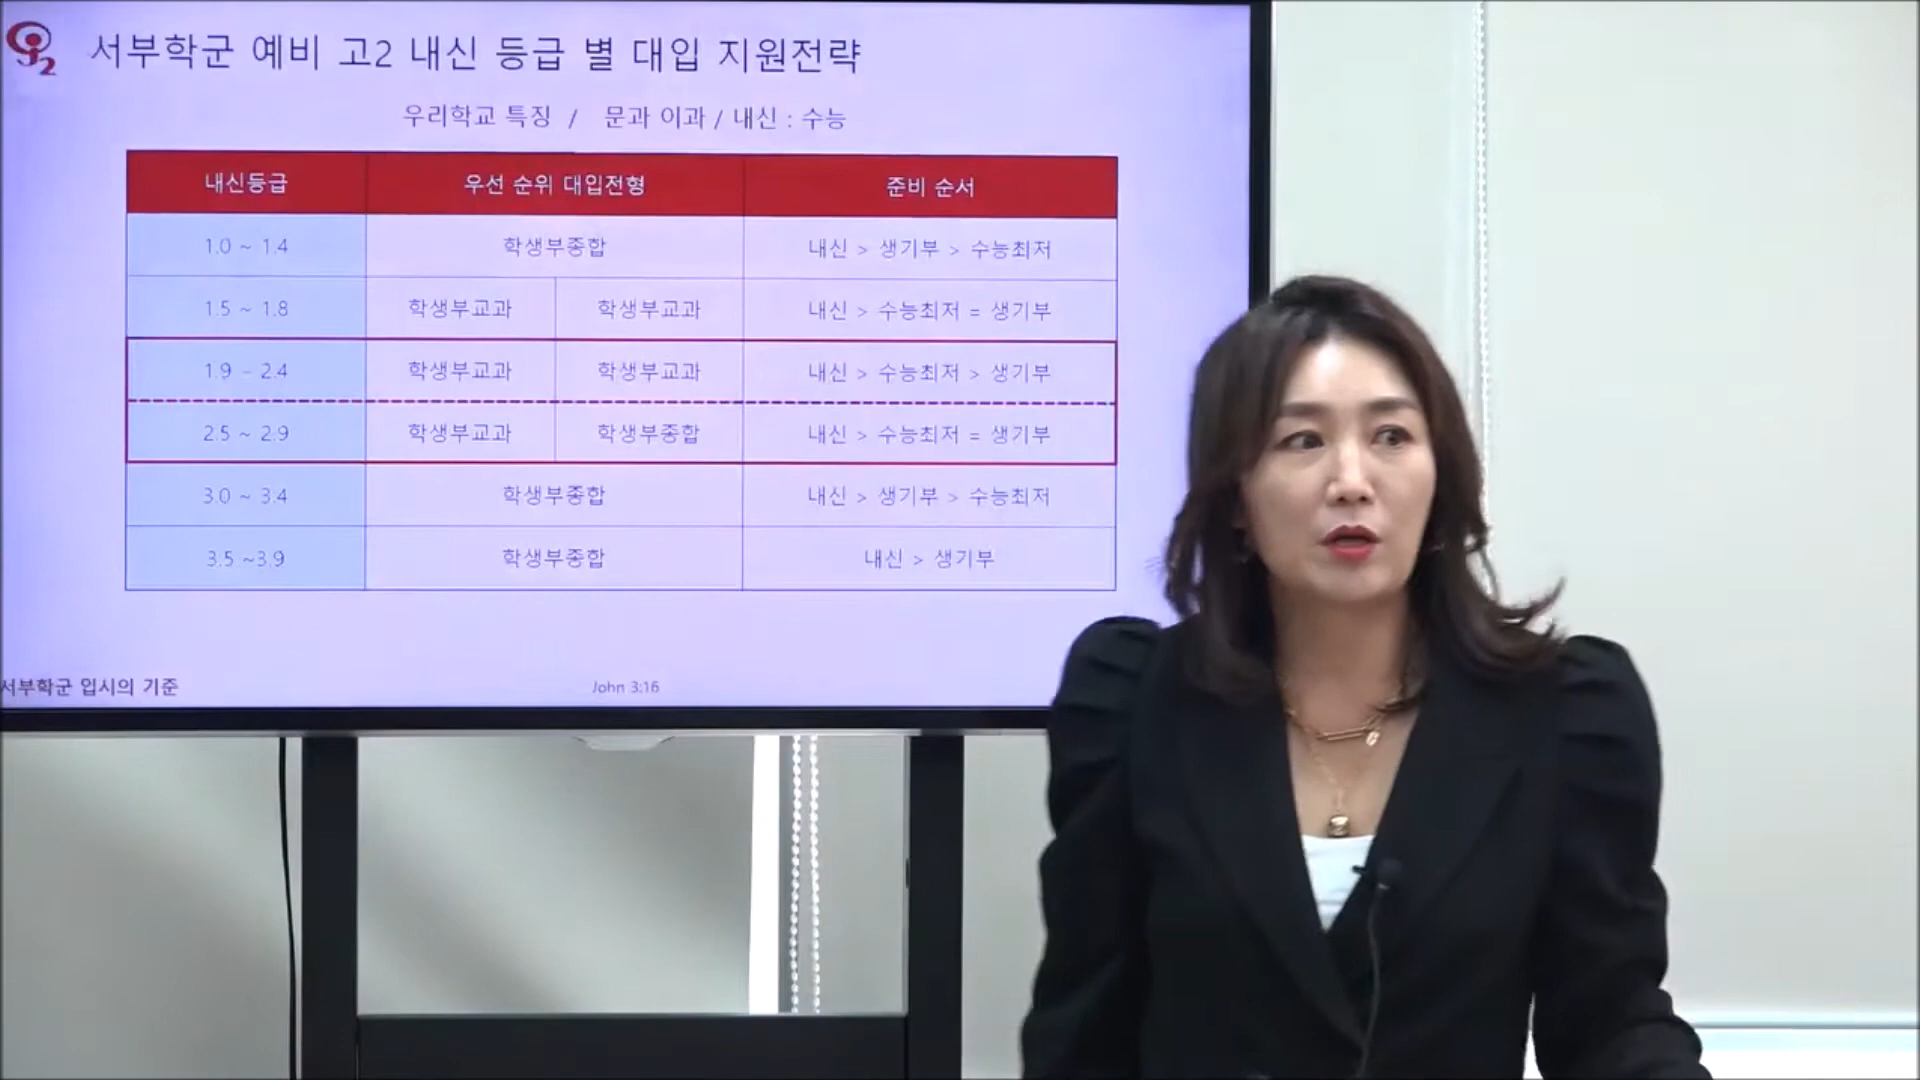 서부학군 예비 고2 내신 등급 별 대입 지원전략
우리학교 특징 / 문과 이과 / 내신 : 수능
내신등급 우선 순위 대입전형 준비 순서
1.0 ~ 1.4 학생부종합 내신 > 생기부 > 수능최저
1.5 ~ 1.8 학생부교과 학생부교과 내신 > 수능최저 = 생기부
1.9 ~ 2.4 학생부교과 학생부교과 내신 > 수능최저 > 생기부
2.5 ~ 2.9 학생부교과 학생부종합 내신 > 수능최저 = 생기부
3.0 ~ 3.4 학생부종합 내신 > 생기부 > 수능최저
3.5 ~3.9 학생부종합 내신 > 생기부
서부학군 입시의 기준 John 3:16